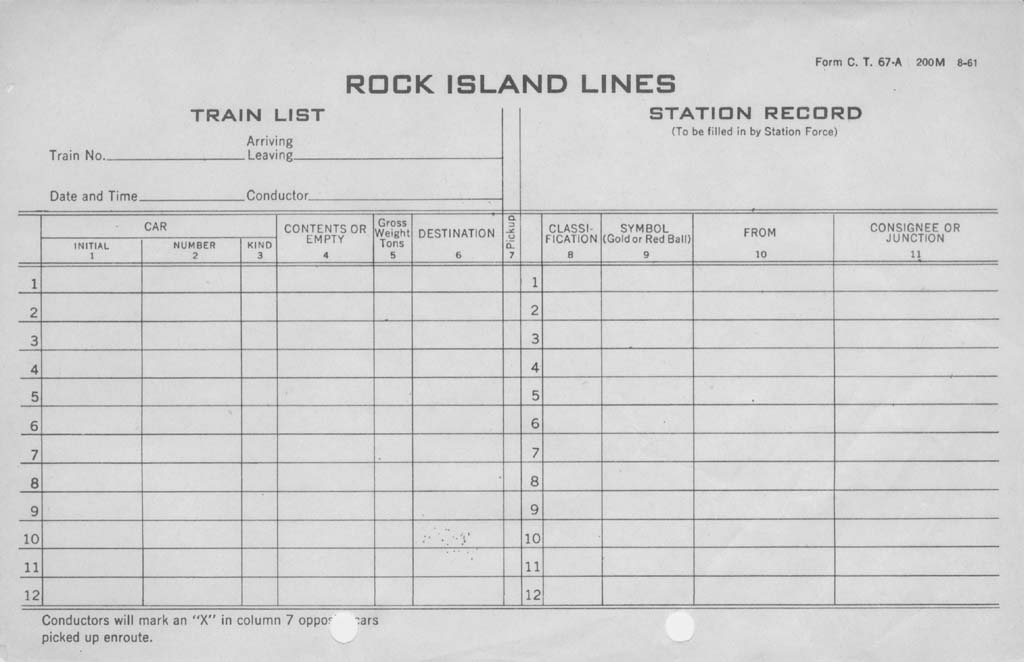 Form C. T. 67-A 200M 8-61
ROCK ISLAND LINES
TRAIN LIST
Train No. Arriving
Leaving
Date and Time Conductor
STATION RECORD
(To be filled in by Station Force)
CAR
INITIAL
1
NUMBER
2
KIND
3
CONTENTS OR
EMPTY
4
Gross
Weight
Tons
5
DESTINATION
6
Pickup
7
CLASSI-
FICATION
8
SYMBOL
(Gold or Red Ball)
9
FROM
10
CONSIGNEE OR
JUNCTION
11
1 1
2 2
3 3
4 4
5 5
6 6
7 7
8 8
9 9
10 10
11 11
12 12
Conductors will mark an "X" in column 7
picked up enroute.